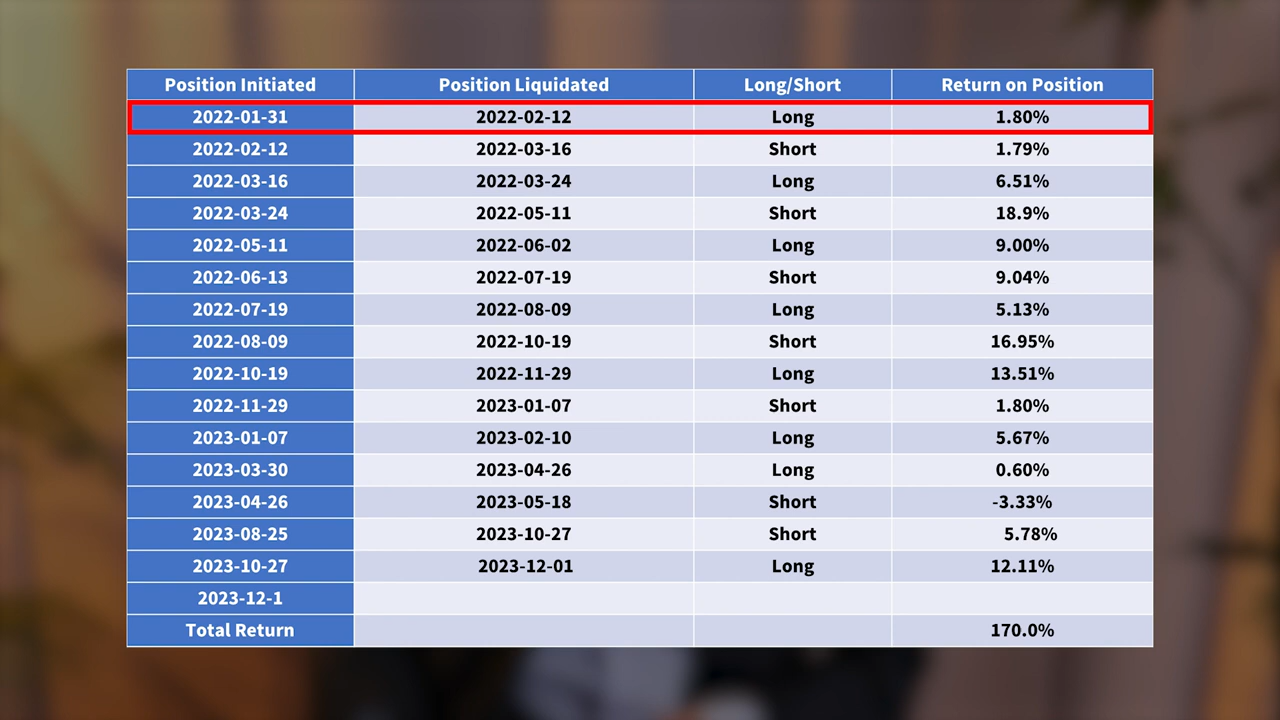 Position Initiated Position Liquidated Long/Short Return on Position
2022-01-31 2022-02-12 Long 1.80%
2022-02-12 2022-03-16 Short 1.79%
2022-03-16 2022-03-24 Long 6.51%
2022-03-24 2022-05-11 Short 18.9%
2022-05-11 2022-06-02 Long 9.00%
2022-06-13 2022-07-19 Short 9.04%
2022-07-19 2022-08-09 Long 5.13%
2022-08-09 2022-10-19 Short 16.95%
2022-10-19 2022-11-29 Long 13.51%
2022-11-29 2023-01-07 Short 1.80%
2023-01-07 2023-02-10 Long 5.67%
2023-03-30 2023-04-26 Long 0.60%
2023-04-26 2023-05-18 Short -3.33%
2023-08-25 2023-10-27 Short 5.78%
2023-10-27 2023-12-01 Long 12.11%
2023-12-1
Total Return 170.0%